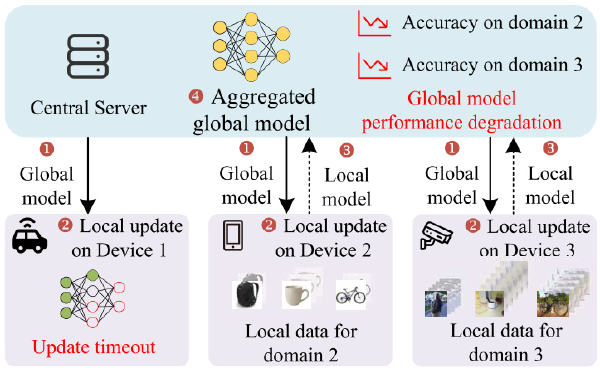 Accuracy on domain 2
Accuracy on domain 3
Central Server
4 Aggregated
global model
Global model
performance degradation
1
Global
model
1
Global
model
3
Local
model
1
Global
model
3
Local
model
2 Local update
on Device 1
Update timeout
2 Local update
on Device 2
Local data for
domain 2
2 Local update
on Device 3
Local data for
domain 3